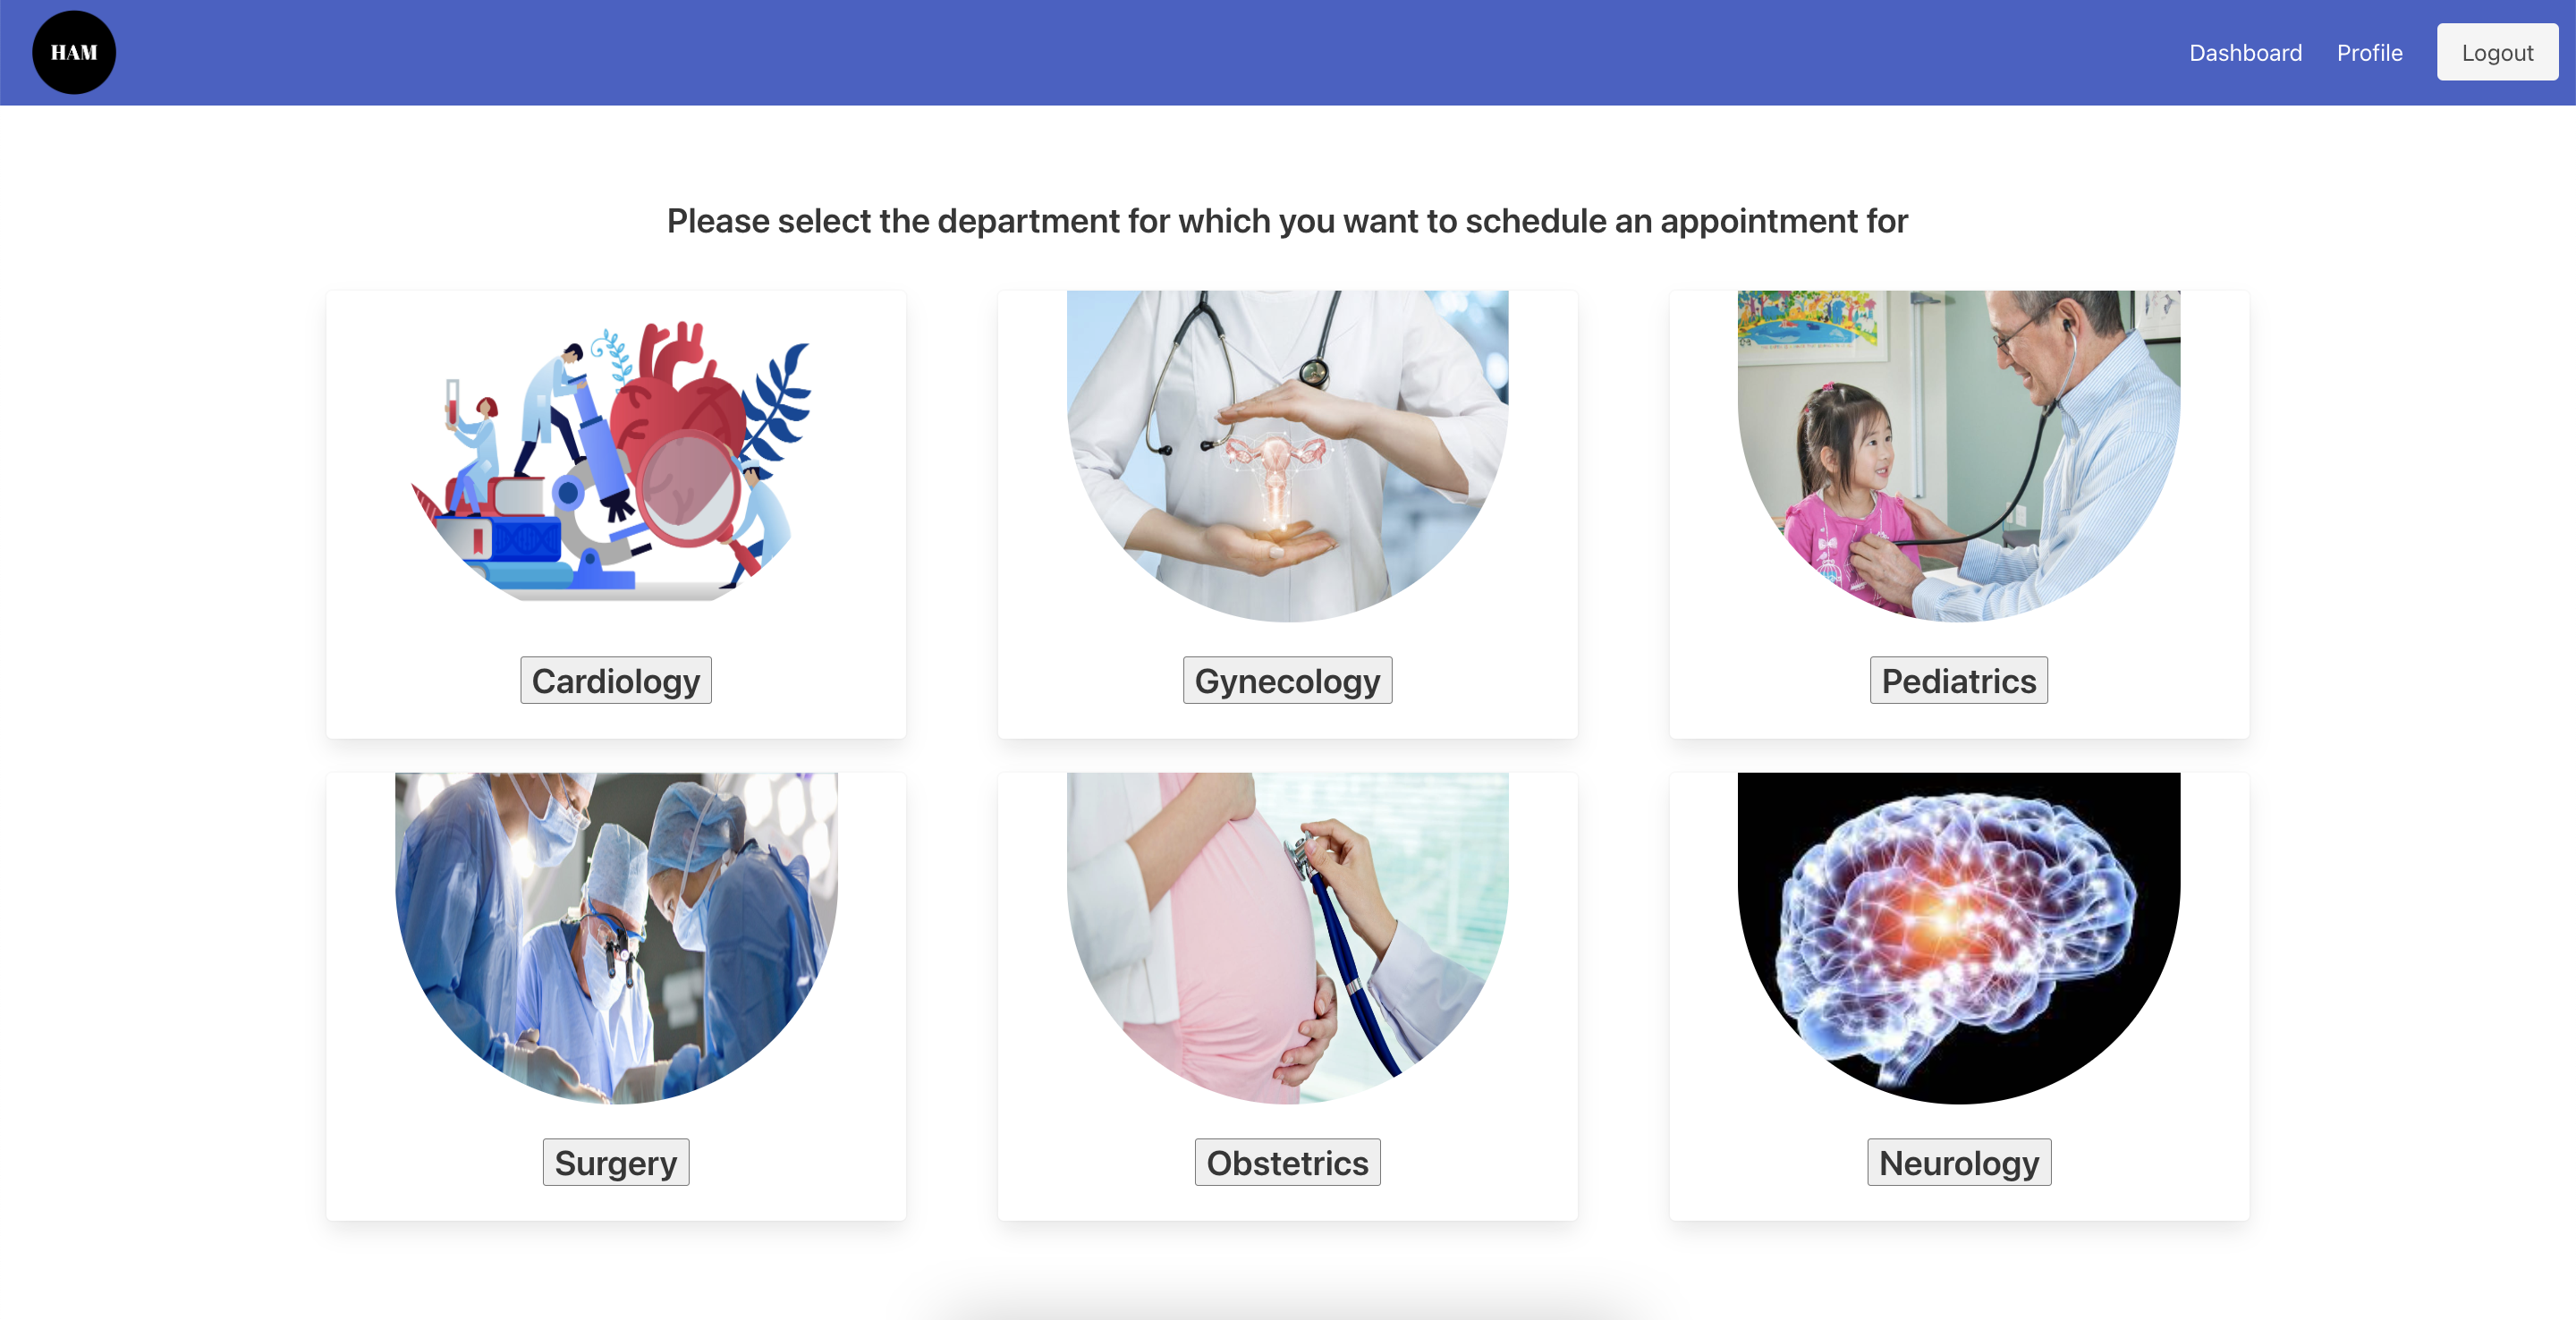 HAM
Dashboard Profile Logout
Please select the department for which you want to schedule an appointment for
Cardiology Gynecology Pediatrics
Surgery Obstetrics Neurology